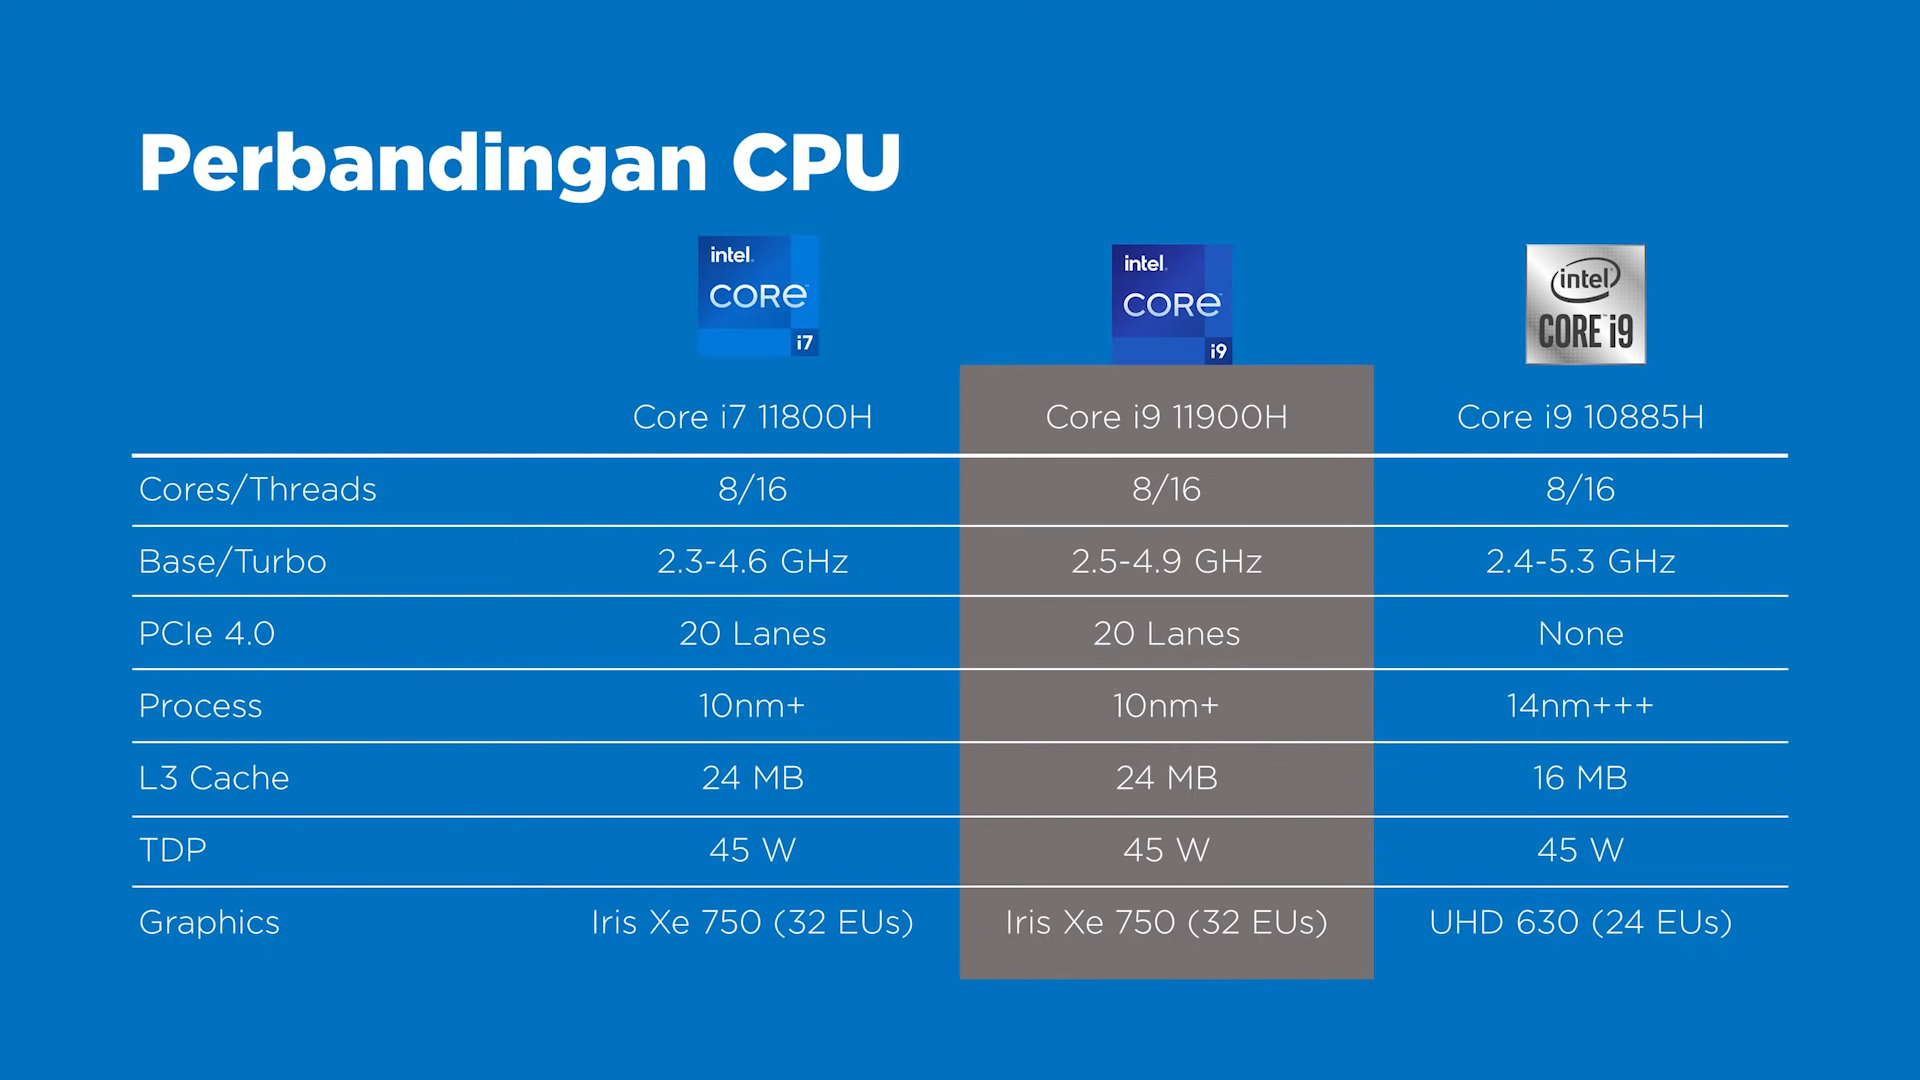 Perbandingan CPU
intel. CORE™ i7
intel. CORE™ i9
intel CORE™ i9
Core i7 11800H Core i9 11900H Core i9 10885H
Cores/Threads 8/16 8/16 8/16
Base/Turbo 2.3-4.6 GHz 2.5-4.9 GHz 2.4-5.3 GHz
PCIe 4.0 20 Lanes 20 Lanes None
Process 10nm+ 10nm+ 14nm+++
L3 Cache 24 MB 24 MB 16 MB
TDP 45 W 45 W 45 W
Graphics Iris Xe 750 (32 EUs) Iris Xe 750 (32 EUs) UHD 630 (24 EUs)